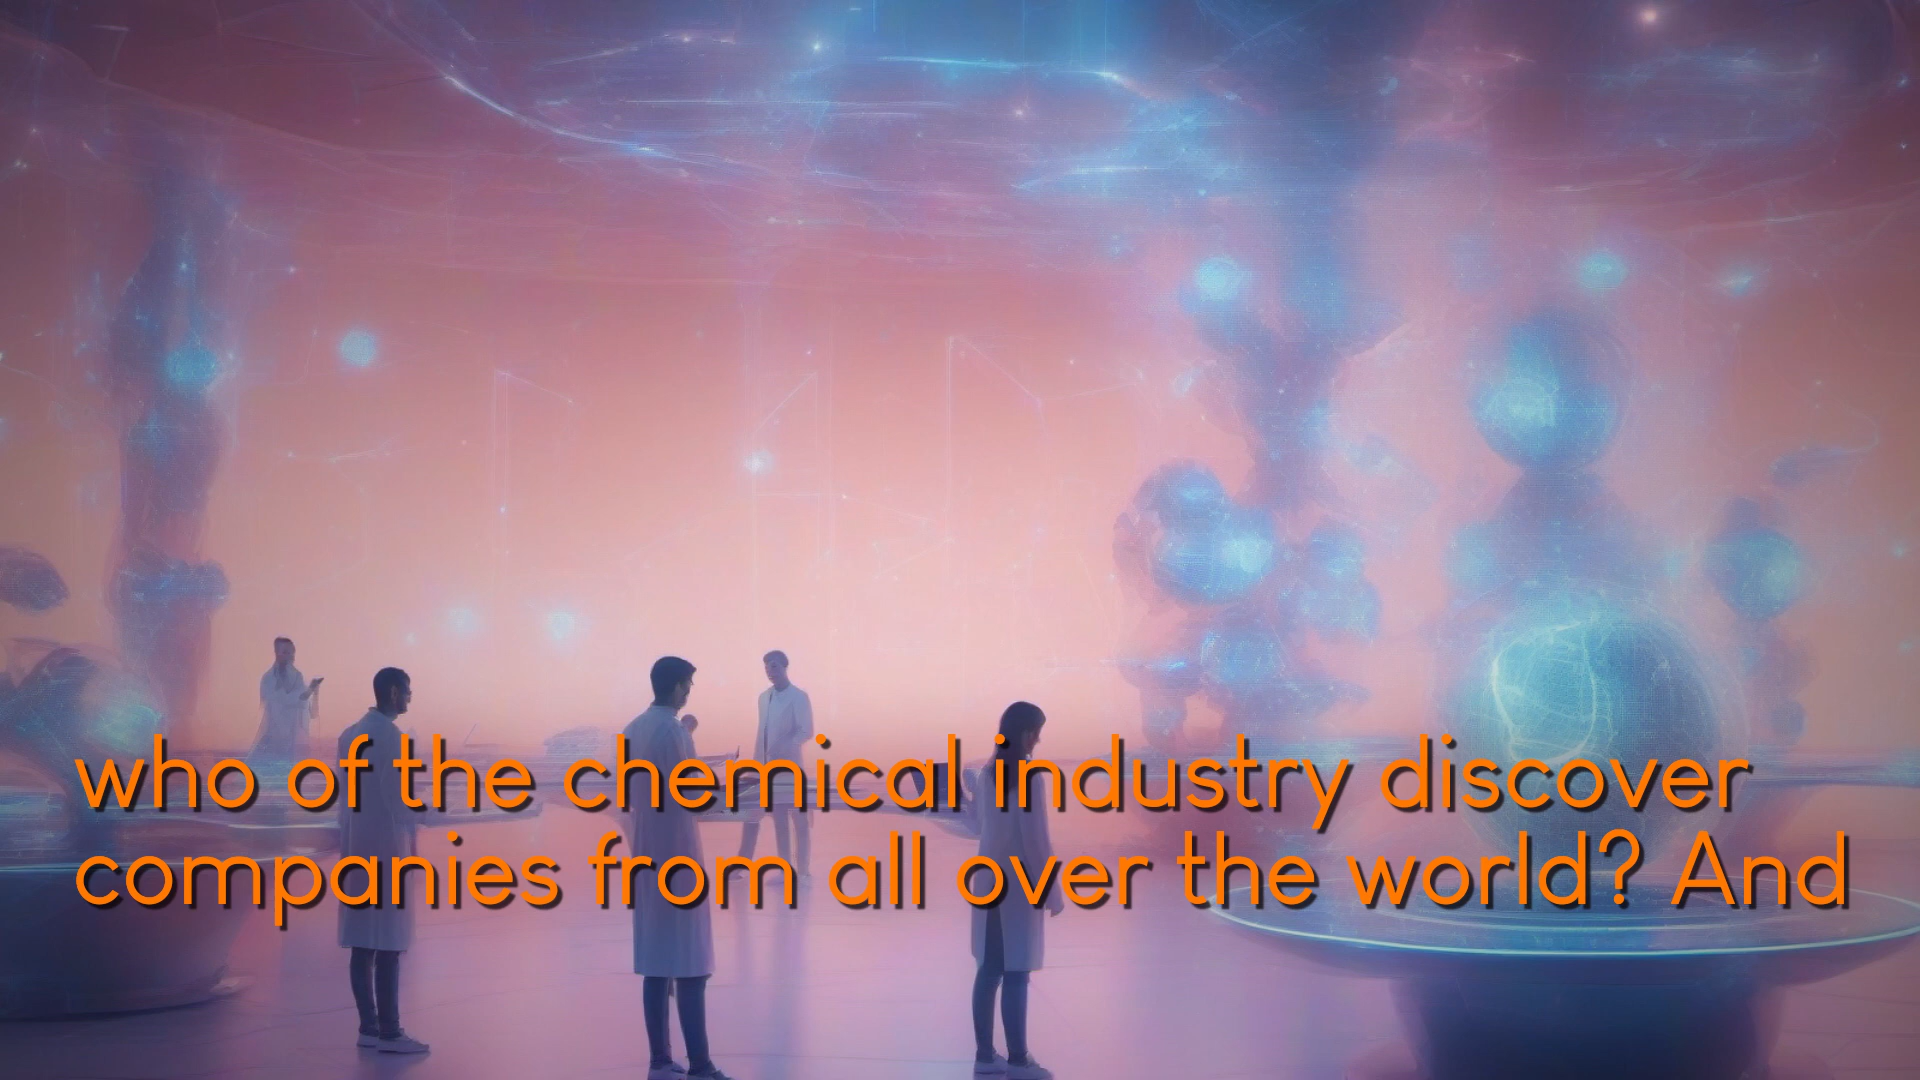 who of the chemical industry discover
companies from all over the world? And